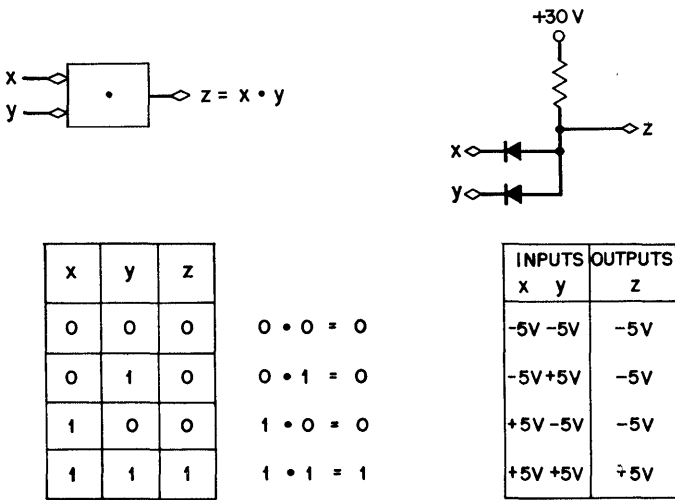 +30 V
x
y
•
z = x • y
z
x
y
x y z
0 0 0
0 1 0
1 0 0
1 1 1
0 • 0 = 0
0 • 1 = 0
1 • 0 = 0
1 • 1 = 1
INPUTS OUTPUTS
x y z
-5V -5V -5V
-5V +5V -5V
+5V -5V -5V
+5V +5V +5V